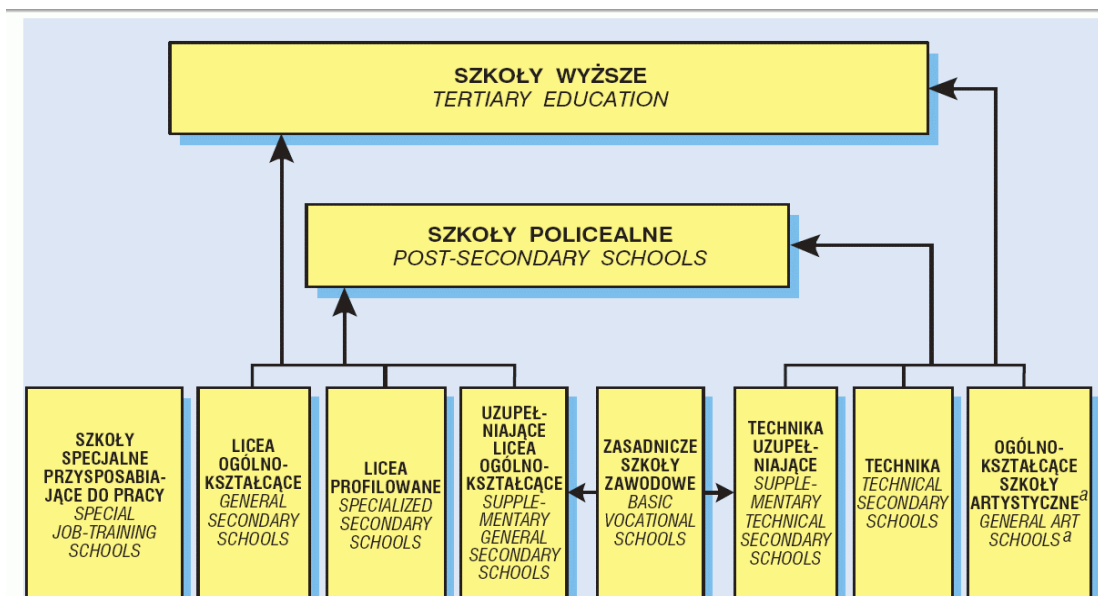 SZKOŁY WYŻSZE
TERTIARY EDUCATION
SZKOŁY POLICEALNE
POST-SECONDARY SCHOOLS
SZKOŁY
SPECJALNE
PRZYSPOSABIA-
JĄCE DO PRACY
SPECIAL
JOB-TRAINING
SCHOOLS
LICEA
OGÓLNO-
KSZTAŁCĄCE
GENERAL
SECONDARY
SCHOOLS
LICEA
PROFILOWANE
SPECIALIZED
SECONDARY
SCHOOLS
UZUPEŁ-
NIAJĄCE
LICEA
OGÓLNO-
KSZTAŁCĄCE
SUPPLE-
MENTARY
GENERAL
SECONDARY
SCHOOLS
ZASADNICZE
SZKOŁY
ZAWODOWE
BASIC
VOCATIONAL
SCHOOLS
TECHNIKA
UZUPEŁ-
NIAJĄCE
SUPPLE-
MENTARY
TECHNICAL
SECONDARY
SCHOOLS
TECHNIKA
TECHNICAL
SECONDARY
SCHOOLS
OGÓLNO-
KSZTAŁCĄCE
SZKOŁY
ARTYSTYCZNE a
GENERAL ART
SCHOOLS a